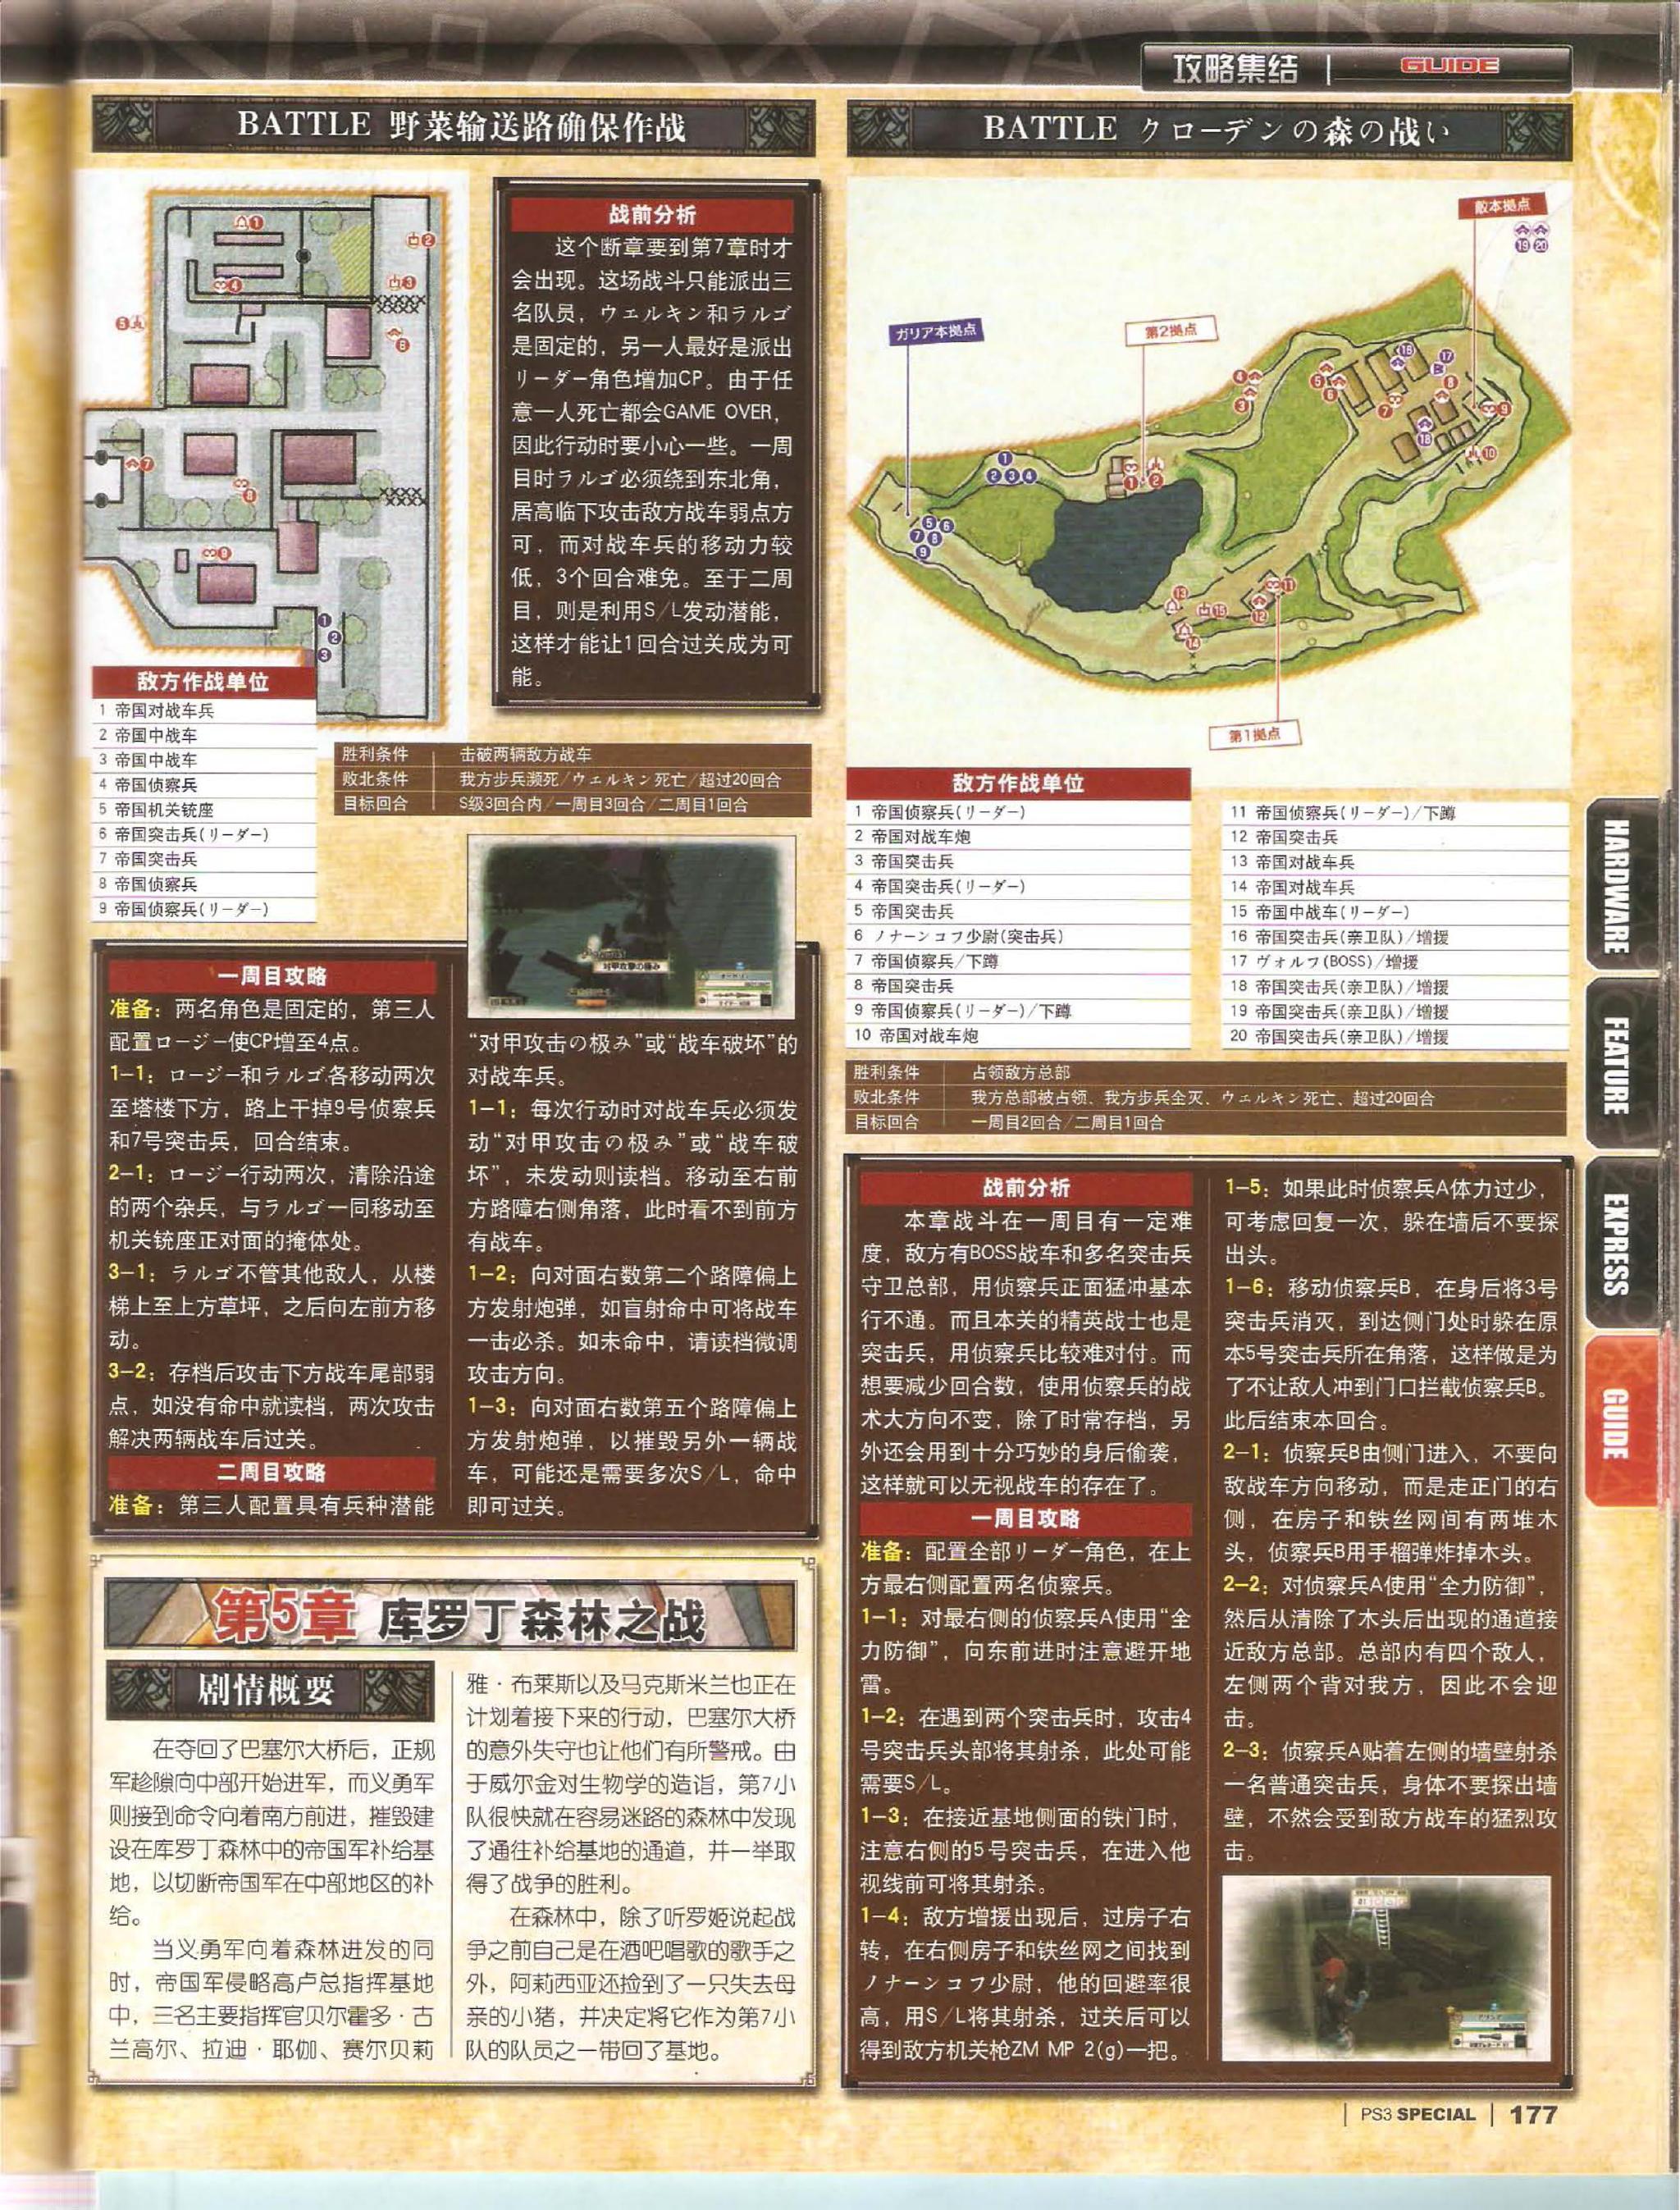 攻略集结 | GUIDE
BATTLE 野菜输送路确保作战
战前分析
这个断章要到第7章时才
会出现。这场战斗只能派出三
名队员，ウェルキン和ラルゴ
是固定的，另一人最好是派出
リーダー角色增加CP。由于任
意一人死亡都会GAME OVER，
因此行动时要小心一些。一周
目时ラルゴ必须绕到东北角，
居高临下攻击敌方战车弱点方
可，而对战车兵的移动力较
低，3个回合难免。至于二周
目，则是利用S/L发动潜能，
这样才能让1回合过关成为可
能。
敌方作战单位
1 帝国对战车兵
2 帝国中战车
3 帝国中战车
4 帝国侦察兵
5 帝国机关铳座
6 帝国突击兵(リーダー)
7 帝国突击兵
8 帝国侦察兵
9 帝国侦察兵(リーダー)
胜利条件 击破两辆敌方战车
败北条件 我方步兵濒死/ウェルキン死亡/超过20回合
目标回合 S级3回合内/一周目3回合/二周目1回合
一周目攻略
准备：两名角色是固定的，第三人
配置ロージー使CP增至4点。
1-1：ロージー和ラルゴ各移动两次
至塔楼下方，路上干掉9号侦察兵
和7号突击兵，回合结束。
2-1：ロージー行动两次，清除沿途
的两个杂兵，与ラルゴ一同移动至
机关铳座正对面的掩体处。
3-1：ラルゴ不管其他敌人，从楼
梯上至上方草坪，之后向左前方移
动。
3-2：存档后攻击下方战车尾部弱
点，如没有命中就读档，两次攻击
解决两辆战车后过关。
二周目攻略
准备：第三人配置具有兵种潜能
“对甲攻击の极み”或“战车破坏”的
对战车兵。
1-1：每次行动时对战车兵必须发
动“对甲攻击の极み”或“战车破
坏”，未发动则读档。移动至右前
方路障右侧角落，此时看不到前方
有战车。
1-2：向对面右数第二个路障偏上
方发射炮弹，如盲射命中可将战车
一击必杀。如未命中，请读档微调
攻击方向。
1-3：向对面右数第五个路障偏上
方发射炮弹，以摧毁另外一辆战
车，可能还是需要多次S/L，命中
即可过关。
第5章 库罗丁森林之战
剧情概要
在夺回了巴塞尔大桥后，正规
军趁隙向中部开始进军，而义勇军
则接到命令向着南方前进，摧毁建
设在库罗丁森林中的帝国军补给基
地，以切断帝国军在中部地区的补
给。
当义勇军向着森林进发的同
时，帝国军侵略高卢总指挥基地
中，三名主要指挥官贝尔霍多·古
兰高尔、拉迪·耶伽、赛尔贝莉
雅·布莱斯以及马克斯米兰也正在
计划着接下来的行动，巴塞尔大桥
的意外失守也让他们有所警戒。由
于威尔金对生物学的造诣，第7小
队很快就在容易迷路的森林中发现
了通往补给基地的通道，并一举取
得了战争的胜利。
在森林中，除了听罗姬说起战
争之前自己是在酒吧唱歌的歌手之
外，阿莉西亚还捡到了一只失去母
亲的小猪，并决定将它作为第7小
队的队员之一带回了基地。
BATTLE クローデンの森の战い
敵本拠点
ガリア本拠点
第2拠点
第1拠点
敌方作战单位
1 帝国侦察兵(リーダー)
2 帝国对战车炮
3 帝国突击兵
4 帝国突击兵(リーダー)
5 帝国突击兵
6 ノナーンコフ少尉(突击兵)
7 帝国侦察兵/下蹲
8 帝国突击兵
9 帝国侦察兵(リーダー)/下蹲
10 帝国对战车炮
11 帝国侦察兵(リーダー)/下蹲
12 帝国突击兵
13 帝国对战车兵
14 帝国对战车兵
15 帝国中战车(リーダー)
16 帝国突击兵(亲卫队)/增援
17 ヴォルフ(BOSS)/增援
18 帝国突击兵(亲卫队)/增援
19 帝国突击兵(亲卫队)/增援
20 帝国突击兵(亲卫队)/增援
胜利条件 占领敌方总部
败北条件 我方总部被占领、我方步兵全灭、ウェルキン死亡、超过20回合
目标回合 一周目2回合/二周目1回合
战前分析
本章战斗在一周目有一定难
度，敌方有BOSS战车和多名突击兵
守卫总部，用侦察兵正面猛冲基本
行不通。而且本关的精英战士也是
突击兵，用侦察兵比较难对付。而
想要减少回合数，使用侦察兵的战
术大方向不变，除了时常存档，另
外还会用到十分巧妙的身后偷袭，
这样就可以无视战车的存在了。
一周目攻略
准备：配置全部リーダー角色，在上
方最右侧配置两名侦察兵。
1-1：对最右侧的侦察兵A使用“全
力防御”，向东前进时注意避开地
雷。
1-2：在遇到两个突击兵时，攻击4
号突击兵头部将其射杀，此处可能
需要S/L。
1-3：在接近基地侧面的铁门时，
注意右侧的5号突击兵，在进入他
视线前可将其射杀。
1-4：敌方增援出现后，过房子右
转，在右侧房子和铁丝网之间找到
ノナーンコフ少尉，他的回避率很
高，用S/L将其射杀，过关后可以
得到敌方机关枪ZM MP 2(g)一把。
1-5：如果此时侦察兵A体力过少，
可考虑回复一次，躲在墙后不要探
出头。
1-6：移动侦察兵B，在身后将3号
突击兵消灭，到达侧门处时躲在原
本5号突击兵所在角落，这样做是为
了不让敌人冲到门口拦截侦察兵B。
此后结束本回合。
2-1：侦察兵B由侧门进入，不要向
敌战车方向移动，而是走正门的右
侧，在房子和铁丝网间有两堆木
头，侦察兵B用手榴弹炸掉木头。
2-2：对侦察兵A使用“全力防御”，
然后从清除了木头后出现的通道接
近敌方总部。总部内有四个敌人，
左侧两个背对我方，因此不会迎
击。
2-3：侦察兵A贴着左侧的墙壁射杀
一名普通突击兵，身体不要探出墙
壁，不然会受到敌方战车的猛烈攻
击。
HARDWARE
FEATURE
EXPRESS
GUIDE
| PS3 SPECIAL | 177